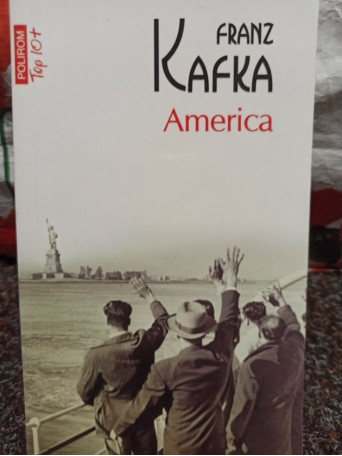 POLIROM
Top 10+
FRANZ
KAFKA
America